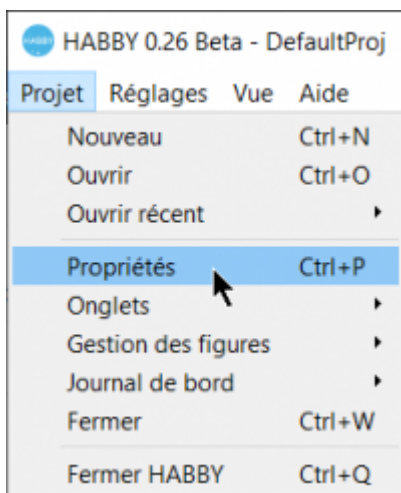 HABBY HABBY 0.26 Beta - DefaultProj
Projet Réglages Vue Aide
Nouveau Ctrl+N
Ouvrir Ctrl+O
Ouvrir récent
Propriétés Ctrl+P
Onglets
Gestion des figures
Journal de bord
Fermer Ctrl+W
Fermer HABBY Ctrl+Q